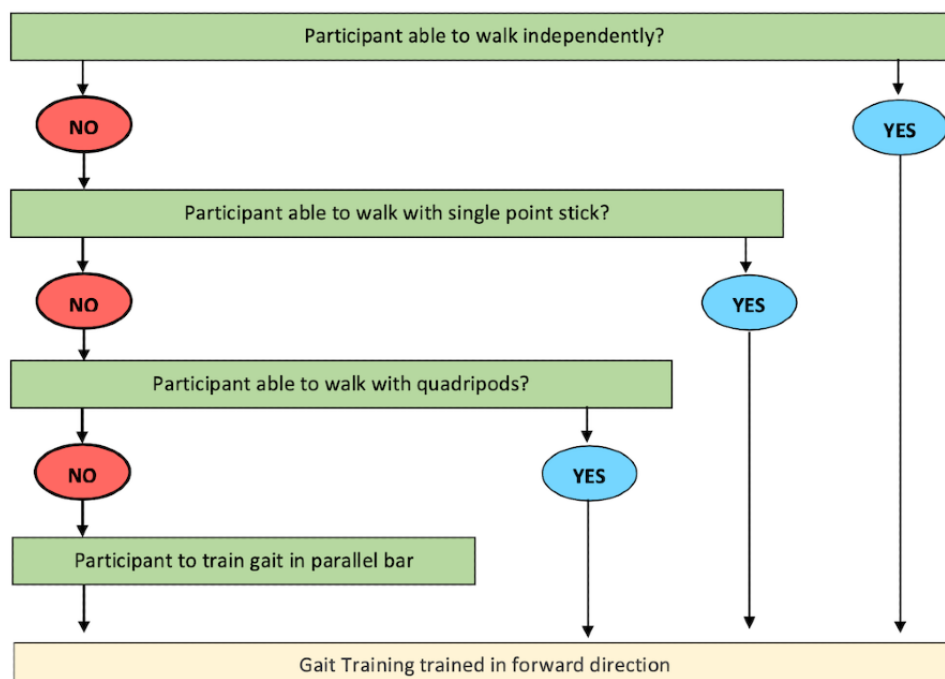 Participant able to walk independently?
NO
YES
Participant able to walk with single point stick?
NO
YES
Participant able to walk with quadripods?
NO
YES
Participant to train gait in parallel bar
Gait Training trained in forward direction